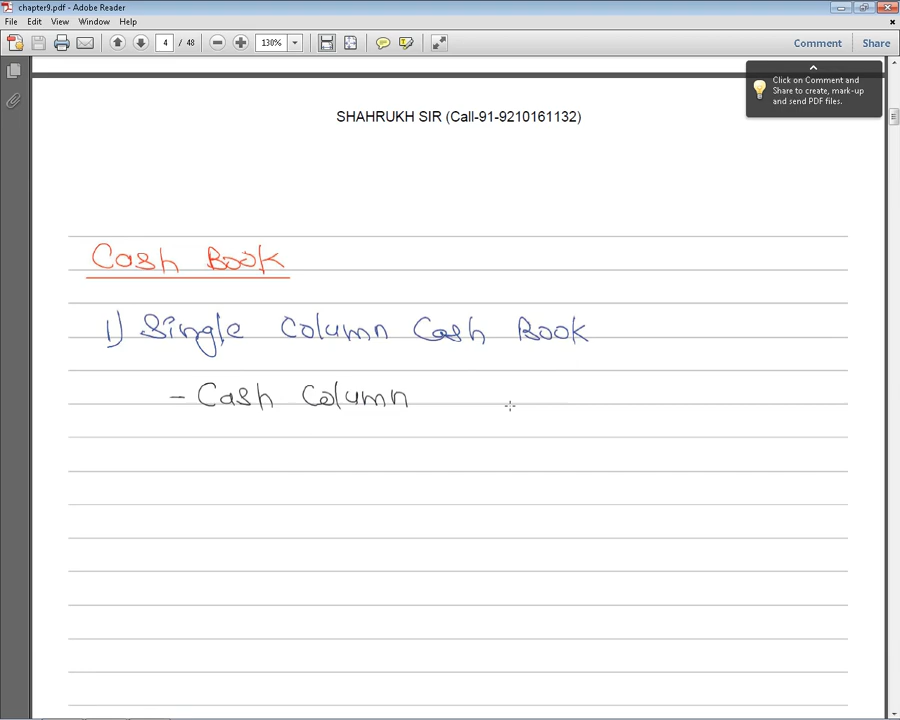 chapter9.pdf - Adobe Reader
File Edit View Window Help
4 / 48 130% Comment Share
Click on Comment and
Share to create, mark-up
and send PDF files.
SHAHRUKH SIR (Call-91-9210161132)
Cash Book
1) Single Column Cash Book
- Cash Column